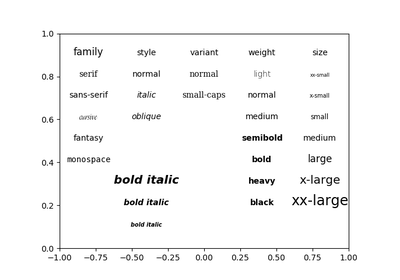 1.0
family style variant weight size
serif normal normal light xx-small
0.8
sans-serif italic small-caps normal x-small
cursive oblique medium small
0.6
fantasy semibold medium
monospace bold large
0.4
bold italic heavy x-large
bold italic black xx-large
0.2
bold italic
0.0
−1.00 −0.75 −0.50 −0.25 0.00 0.25 0.50 0.75 1.00